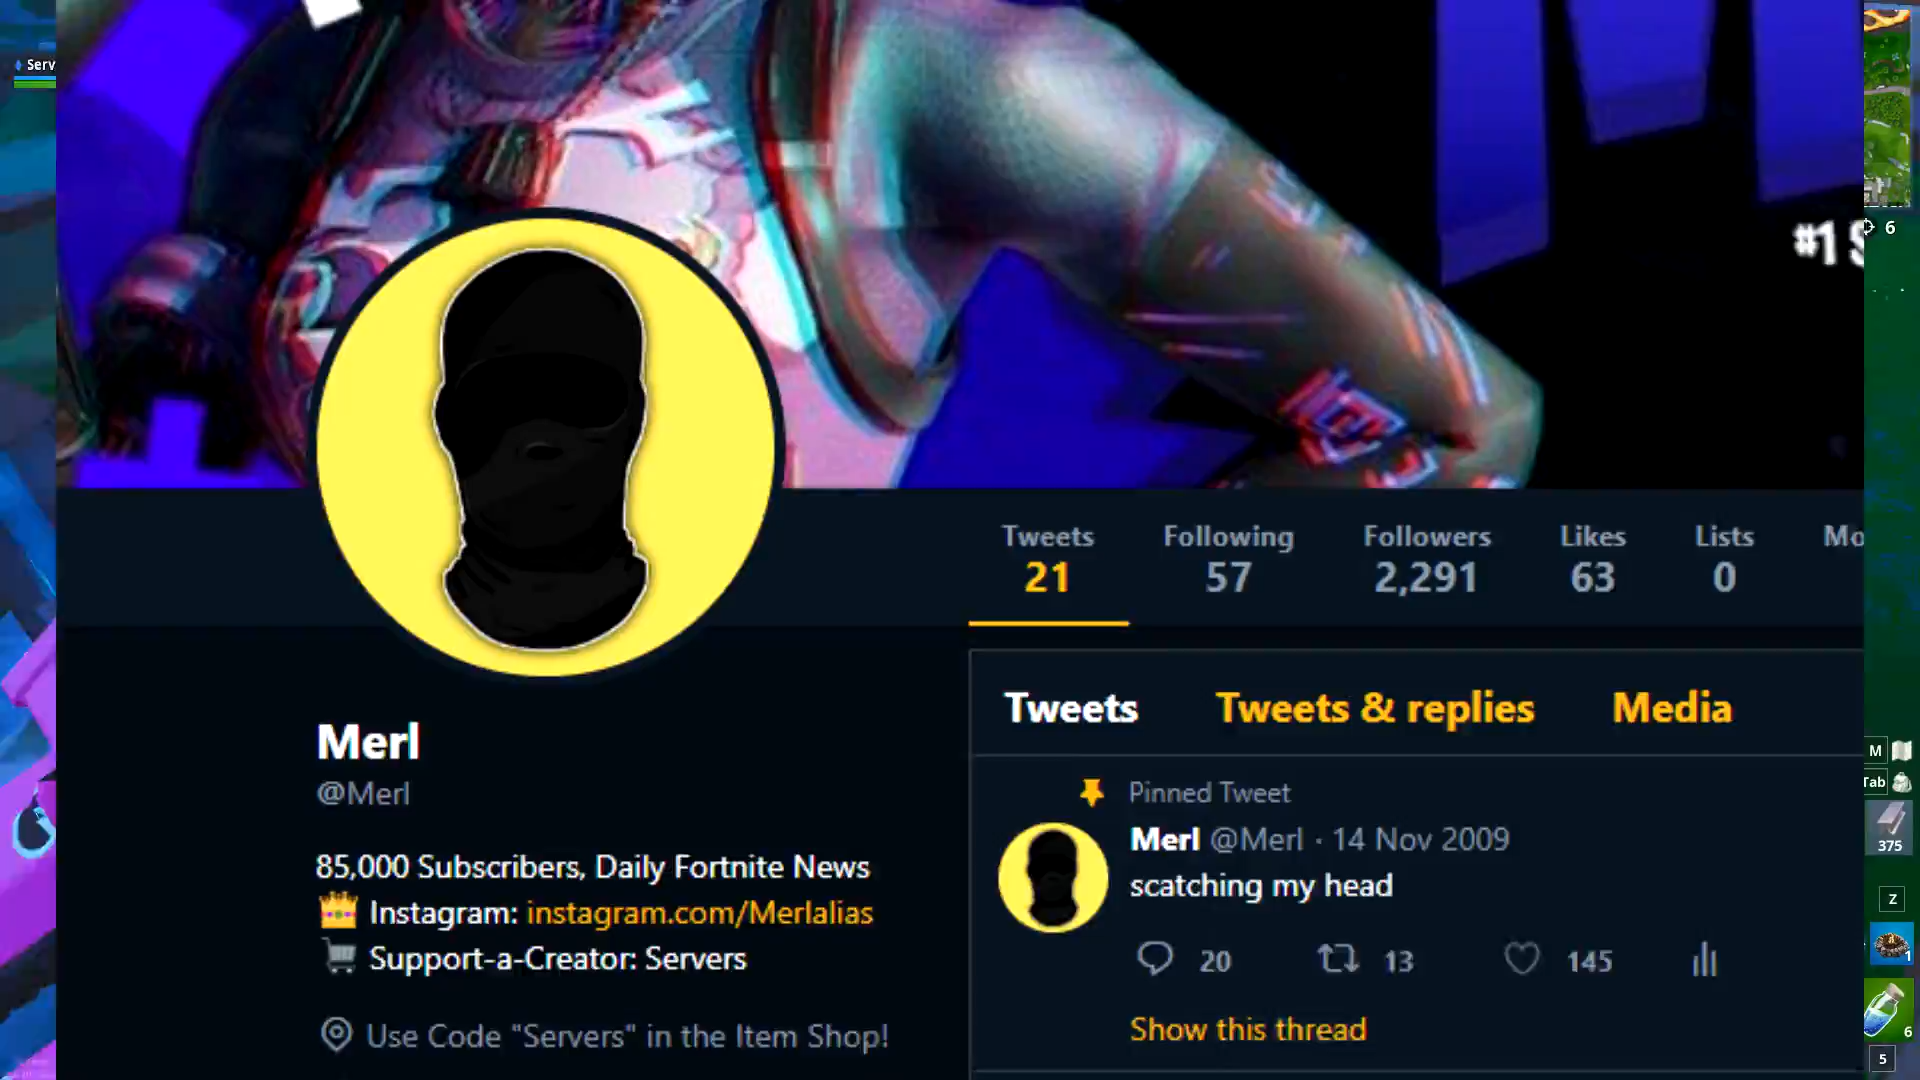 Serv
6
#1 S
Tweets Following Followers Likes Lists Mo
21 57 2,291 63 0
Tweets Tweets & replies Media
Merl
@Merl
85,000 Subscribers, Daily Fortnite News
Instagram: instagram.com/Merlalias
Support-a-Creator: Servers
Use Code "Servers" in the Item Shop!
Pinned Tweet
Merl @Merl · 14 Nov 2009
scatching my head
20 13 145
Show this thread
M
Tab
375
Z
1
6
5